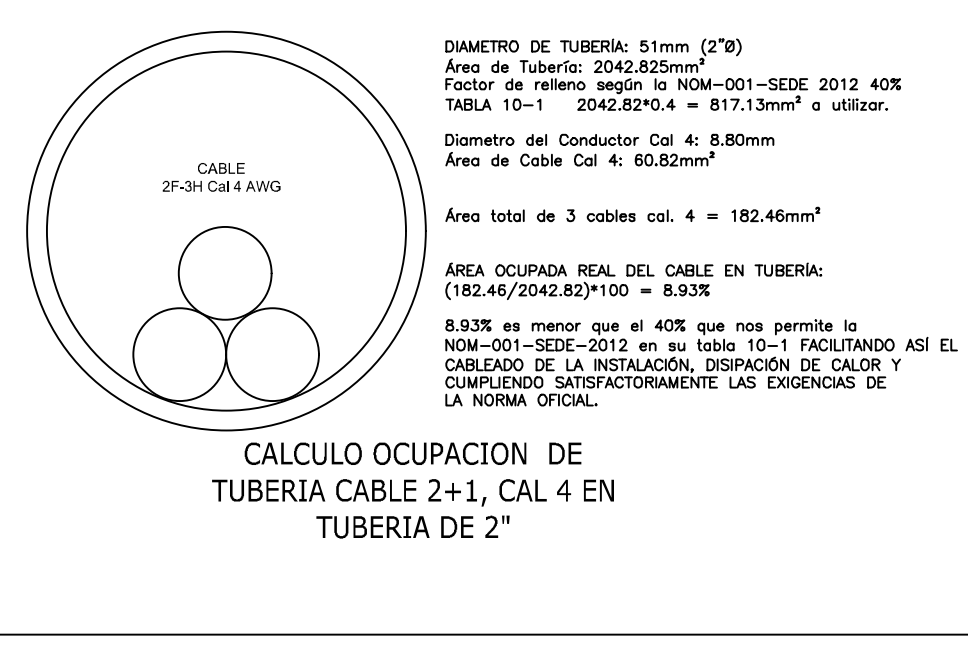 CABLE
2F-3H Cal 4 AWG
DIAMETRO DE TUBERÍA: 51mm (2"Ø)
Área de Tubería: 2042.825mm²
Factor de relleno según la NOM-001-SEDE 2012 40%
TABLA 10-1 2042.82*0.4 = 817.13mm² a utilizar.
Diametro del Conductor Cal 4: 8.80mm
Área de Cable Cal 4: 60.82mm²
Área total de 3 cables cal. 4 = 182.46mm²
ÁREA OCUPADA REAL DEL CABLE EN TUBERÍA:
(182.46/2042.82)*100 = 8.93%
8.93% es menor que el 40% que nos permite la
NOM-001-SEDE-2012 en su tabla 10-1 FACILITANDO ASÍ EL
CABLEADO DE LA INSTALACIÓN, DISIPACIÓN DE CALOR Y
CUMPLIENDO SATISFACTORIAMENTE LAS EXIGENCIAS DE
LA NORMA OFICIAL.
CALCULO OCUPACION DE
TUBERIA CABLE 2+1, CAL 4 EN
TUBERIA DE 2"